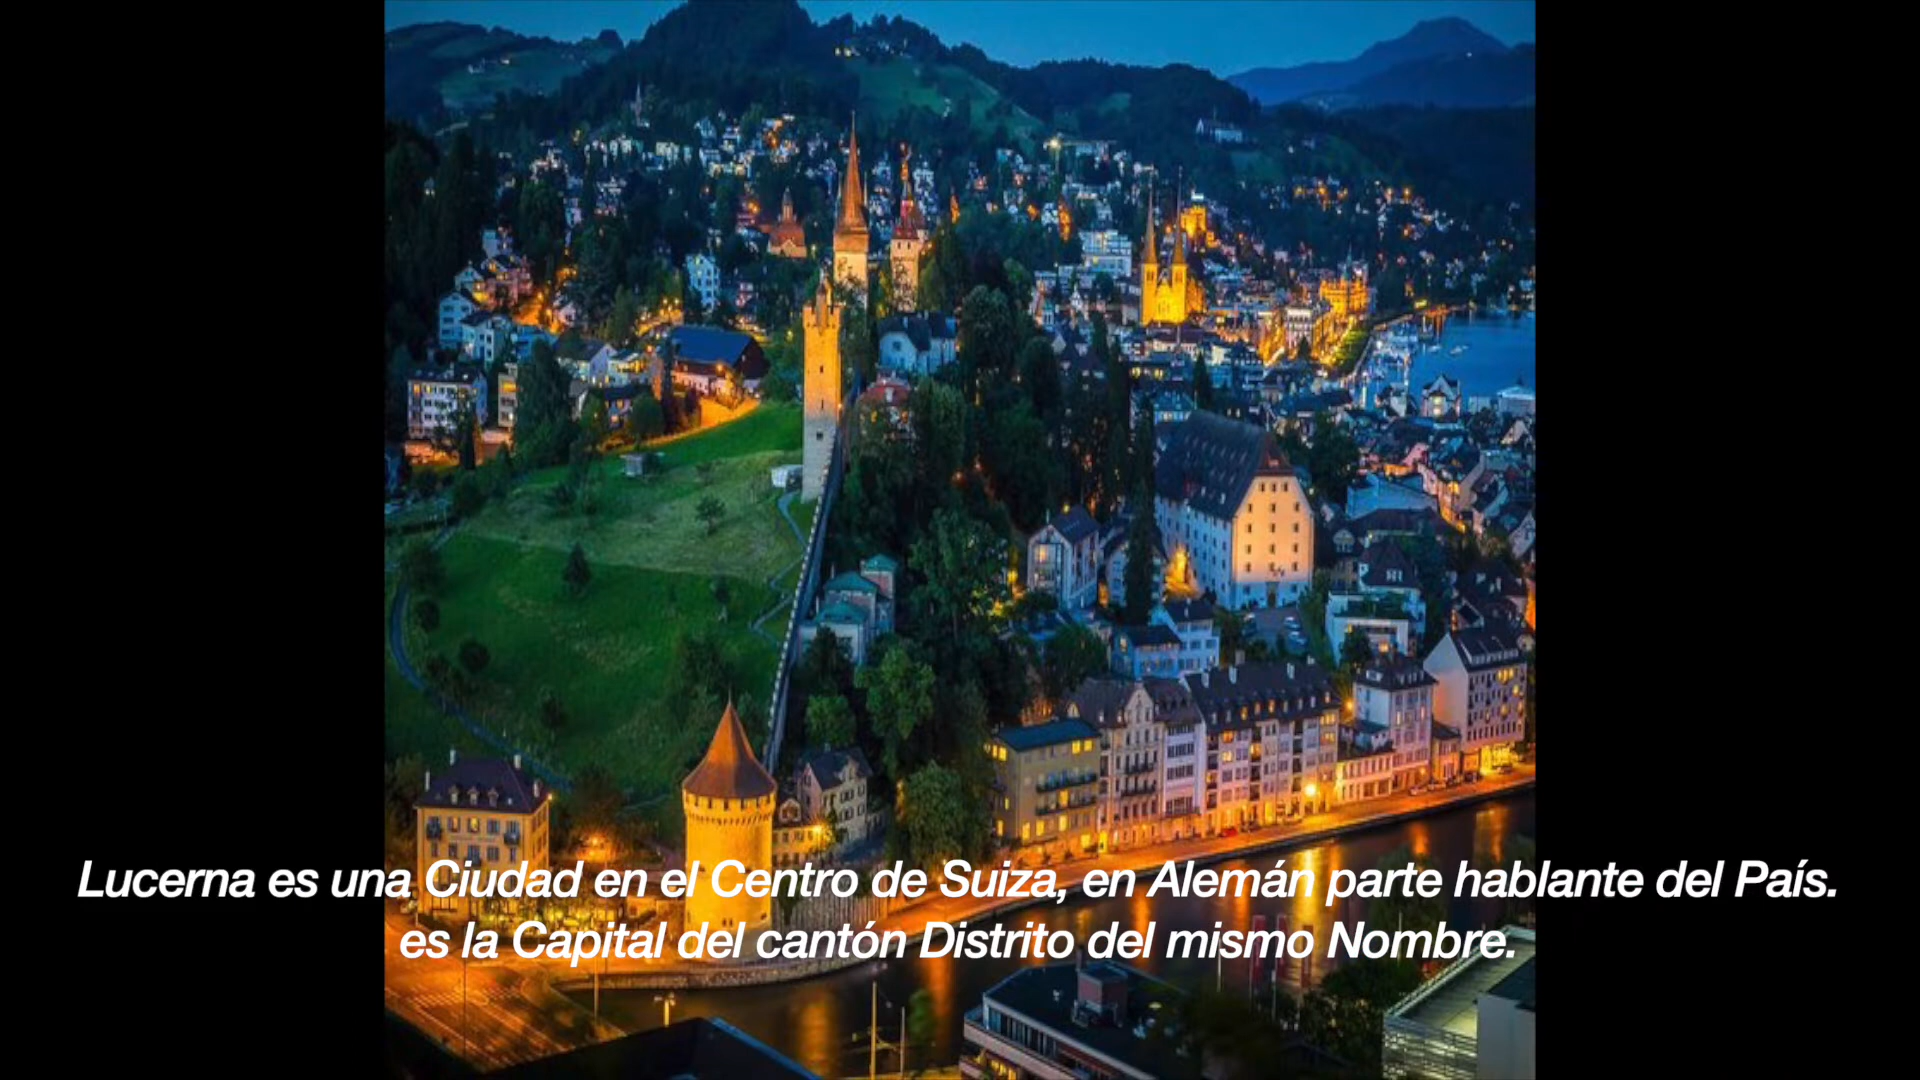 Lucerna es una Ciudad en el Centro de Suiza, en Alemán parte hablante del País.
es la Capital del cantón Distrito del mismo Nombre.